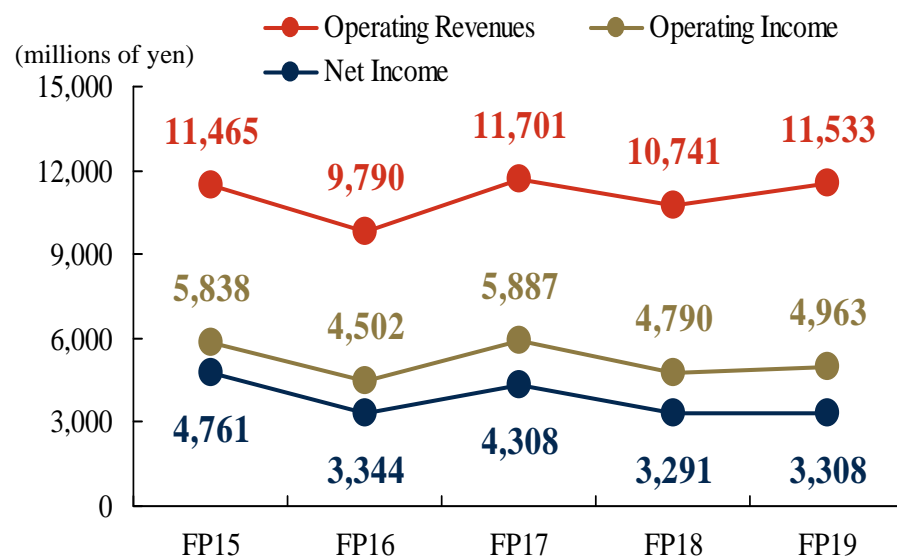 Operating Revenues Operating Income
(millions of yen)
Net Income
15,000
11,465 11,701 10,741 11,533
12,000
9,790
9,000
5,838 4,502 5,887 4,790 4,963
6,000
3,000
4,761 3,344 4,308 3,291 3,308
0
FP15 FP16 FP17 FP18 FP19